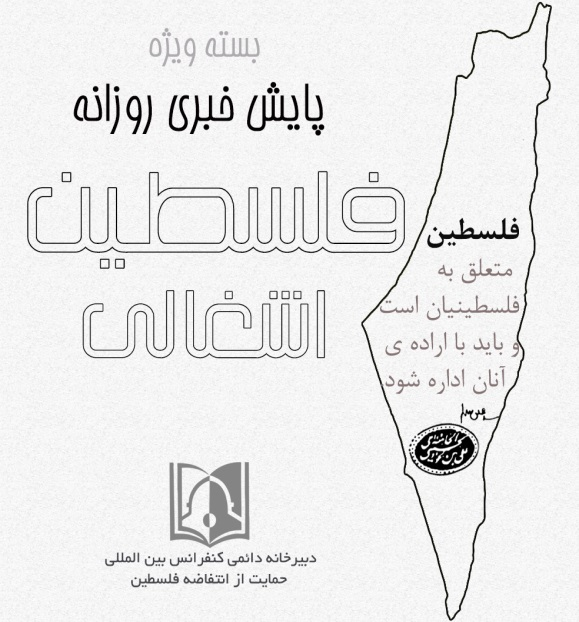 بسته ویژه
پایش خبری روزانه
فلسطین
اشغالی
فلسطین
متعلق به
فلسطینیان است
و باید با اراده ی
آنان اداره شود.
دبیرخانه دائمی کنفرانس بین المللی
حمایت از انتفاضه فلسطین